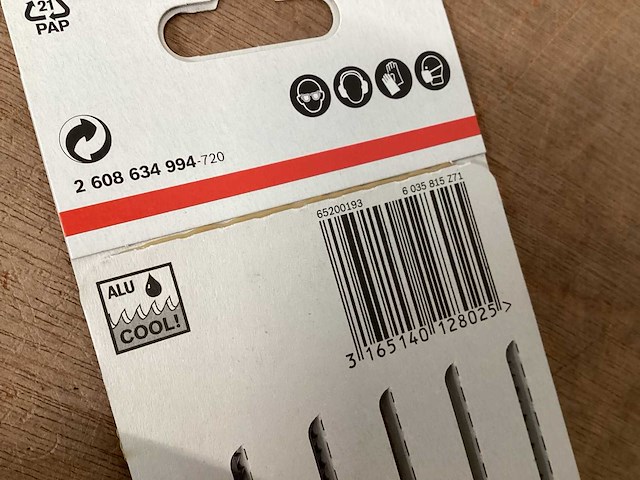 21
PAP
2 608 634 994-720
65200193
6 035 815 Z71
ALU
COOL!
3 165140 128025 >